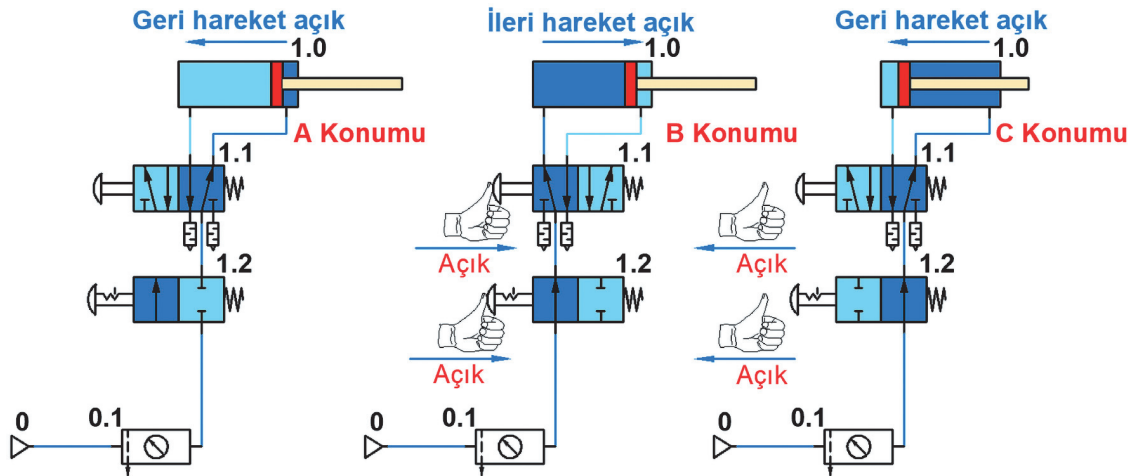 Geri hareket açık
1.0
A Konumu
1.1
1.2
0
0.1
İleri hareket açık
1.0
B Konumu
1.1
Açık
1.2
Açık
0
0.1
Geri hareket açık
1.0
C Konumu
1.1
Açık
1.2
Açık
0
0.1